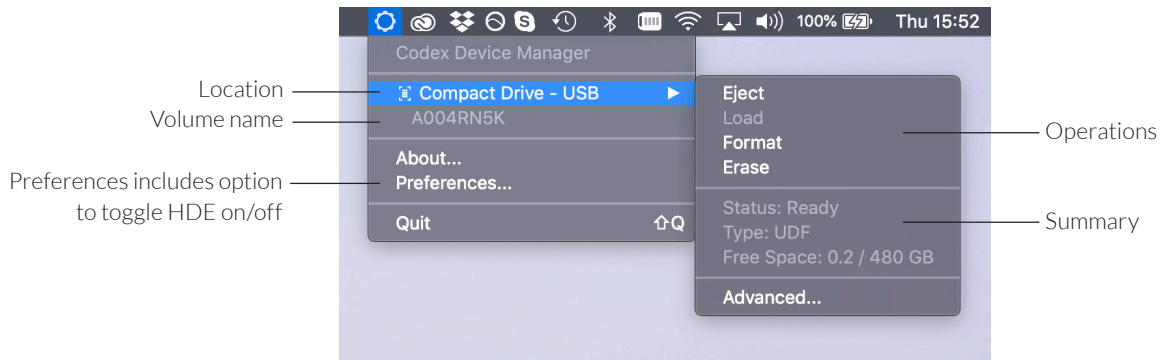 100% Thu 15:52
Codex Device Manager
Location
Compact Drive - USB
Volume name
A004RN5K
Eject
Load
Format
Erase
Operations
About...
Preferences includes option
to toggle HDE on/off
Preferences...
Quit ⇧Q
Status: Ready
Type: UDF
Free Space: 0.2 / 480 GB
Summary
Advanced...